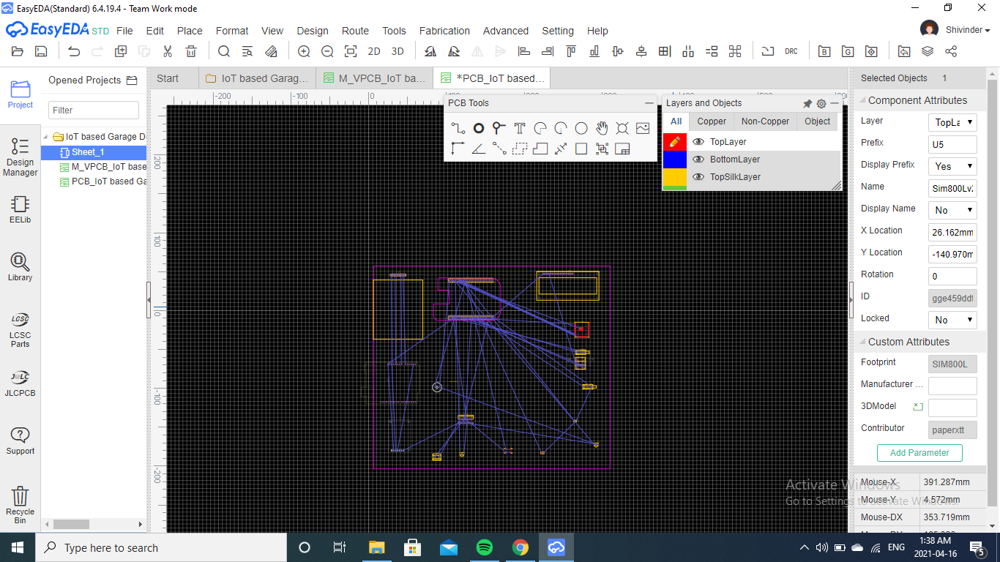 EasyEDA(Standard) 6.4.19.4 - Team Work mode
EasyEDA STD File Edit Place Format View Design Route Tools Fabrication Advanced Setting Help Shivinder
2D 3D DRC B G
Project
Opened Projects
Filter
IoT based Garage D
Sheet_1
M_VPCB_IoT base
PCB_IoT based Ga
Design Manager
EELib
Library
LCSC
LCSC Parts
JLCPCB
Support
Recycle Bin
Start IoT based Garag... M_VPCB_IoT ba... *PCB_IoT based...
-200 -100 0
200
100
0
-100
-200
PCB Tools
Layers and Objects
All Copper Non-Copper Object
TopLayer
BottomLayer
TopSilkLayer
Selected Objects 1
Component Attributes
Layer TopLa
Prefix U5
Display Prefix Yes
Name Sim800Lv
Display Name No
X Location 26.162mm
Y Location -140.970m
Rotation 0
ID gge459ddf
Locked No
Custom Attributes
Footprint SIM800L
Manufacturer ...
3DModel
Contributor paperxtt
Add Parameter
Mouse-X 391.287mm
Mouse-Y 4.572mm
Mouse-DX 353.719mm
Activate Windows
Go to Settings to activate Windows.
Type here to search
ENG
1:38 AM
2021-04-16
5